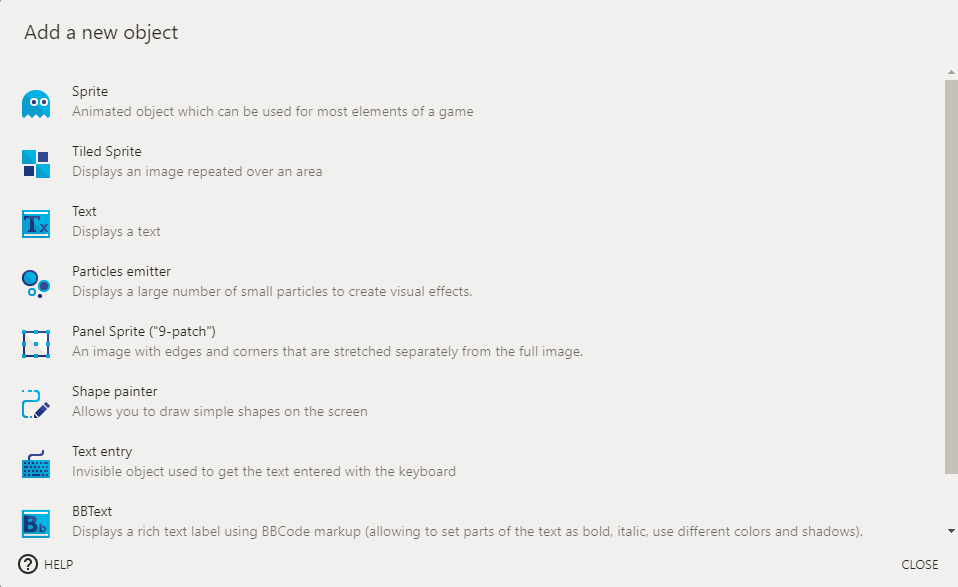 Add a new object
Sprite
Animated object which can be used for most elements of a game
Tiled Sprite
Displays an image repeated over an area
Tx
Text
Displays a text
Particles emitter
Displays a large number of small particles to create visual effects.
Panel Sprite ("9-patch")
An image with edges and corners that are stretched separately from the full image.
Shape painter
Allows you to draw simple shapes on the screen
Text entry
Invisible object used to get the text entered with the keyboard
Bb
BBText
Displays a rich text label using BBCode markup (allowing to set parts of the text as bold, italic, use different colors and shadows).
? HELP
CLOSE